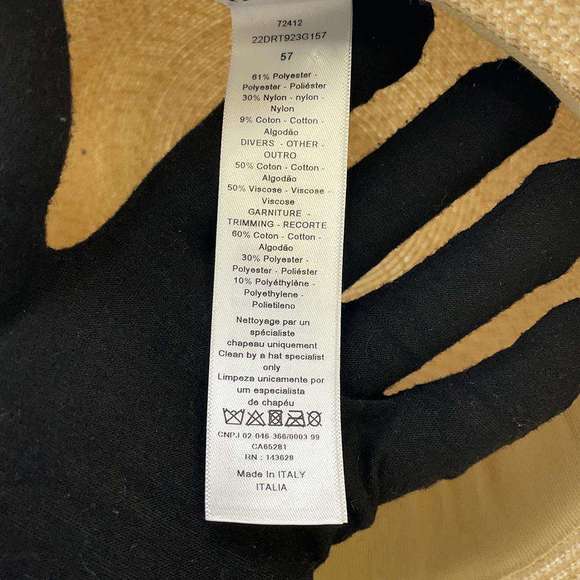 72412
22DRT923G157
57
61% Polyester -
Polyester - Poliéster
30% Nylon - nylon -
Nylon
9% Coton - Cotton -
Algodão
DIVERS - OTHER -
OUTRO
50% Coton - Cotton -
Algodão
50% Viscose - Viscose -
Viscose
GARNITURE -
TRIMMING - RECORTE
60% Coton - Cotton -
Algodão
30% Polyester -
Polyester - Poliéster
10% Polyéthylène -
Polyethylene -
Polietileno
Nettoyage par un
spécialiste
chapeau uniquement
Clean by a hat specialist
only
Limpeza unicamente por
um especialista
de chapéu
CNPJ 02 046 366/0003 99
CA65281
RN : 143628
Made In ITALY
ITALIA